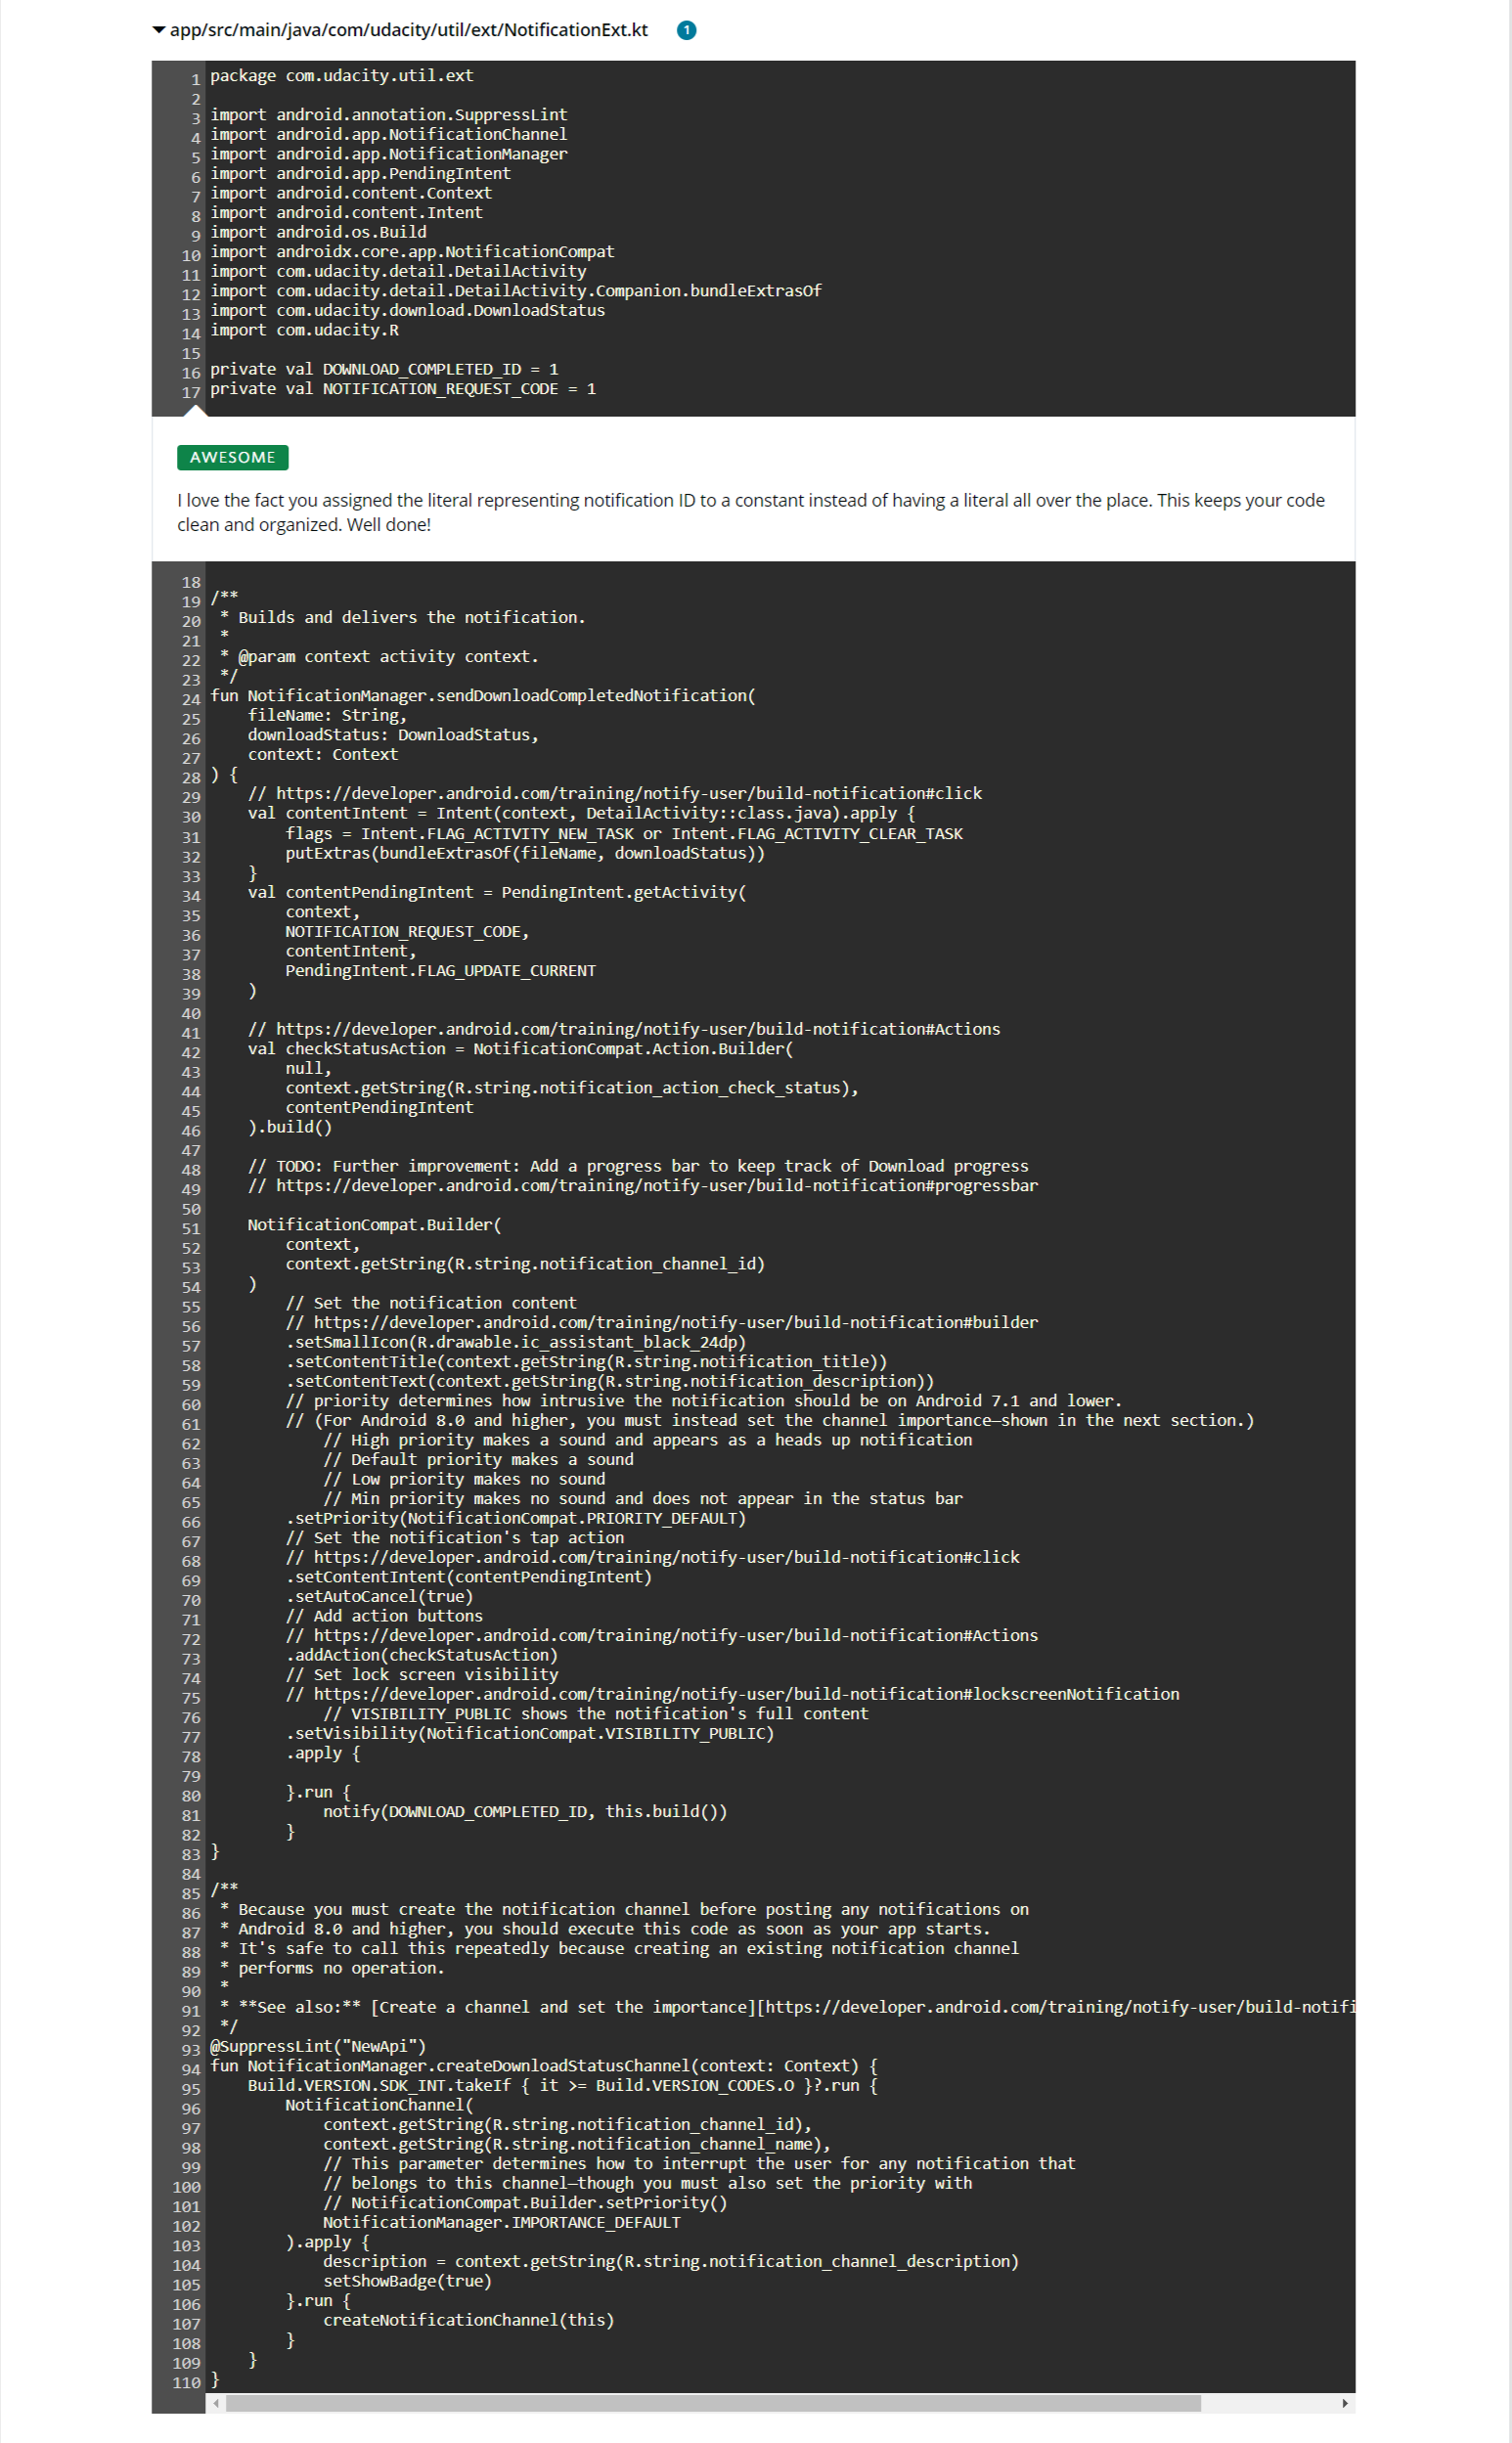 app/src/main/java/com/udacity/util/ext/NotificationExt.kt 1
1 package com.udacity.util.ext
2
3 import android.annotation.SuppressLint
4 import android.app.NotificationChannel
5 import android.app.NotificationManager
6 import android.app.PendingIntent
7 import android.content.Context
8 import android.content.Intent
9 import android.os.Build
10 import androidx.core.app.NotificationCompat
11 import com.udacity.detail.DetailActivity
12 import com.udacity.detail.DetailActivity.Companion.bundleExtrasOf
13 import com.udacity.download.DownloadStatus
14 import com.udacity.R
15
16 private val DOWNLOAD_COMPLETED_ID = 1
17 private val NOTIFICATION_REQUEST_CODE = 1
AWESOME
I love the fact you assigned the literal representing notification ID to a constant instead of having a literal all over the place. This keeps your code
clean and organized. Well done!
18
19 /**
20  * Builds and delivers the notification.
21  *
22  * @param context activity context.
23  */
24 fun NotificationManager.sendDownloadCompletedNotification(
25     fileName: String,
26     downloadStatus: DownloadStatus,
27     context: Context
28 ) {
29     // https://developer.android.com/training/notify-user/build-notification#click
30     val contentIntent = Intent(context, DetailActivity::class.java).apply {
31         flags = Intent.FLAG_ACTIVITY_NEW_TASK or Intent.FLAG_ACTIVITY_CLEAR_TASK
32         putExtras(bundleExtrasOf(fileName, downloadStatus))
33     }
34     val contentPendingIntent = PendingIntent.getActivity(
35         context,
36         NOTIFICATION_REQUEST_CODE,
37         contentIntent,
38         PendingIntent.FLAG_UPDATE_CURRENT
39     )
40
41     // https://developer.android.com/training/notify-user/build-notification#Actions
42     val checkStatusAction = NotificationCompat.Action.Builder(
43         null,
44         context.getString(R.string.notification_action_check_status),
45         contentPendingIntent
46     ).build()
47
48     // TODO: Further improvement: Add a progress bar to keep track of Download progress
49     // https://developer.android.com/training/notify-user/build-notification#progressbar
50
51     NotificationCompat.Builder(
52         context,
53         context.getString(R.string.notification_channel_id)
54     )
55         // Set the notification content
56         // https://developer.android.com/training/notify-user/build-notification#builder
57         .setSmallIcon(R.drawable.ic_assistant_black_24dp)
58         .setContentTitle(context.getString(R.string.notification_title))
59         .setContentText(context.getString(R.string.notification_description))
60         // priority determines how intrusive the notification should be on Android 7.1 and lower.
61         // (For Android 8.0 and higher, you must instead set the channel importance—shown in the next section.)
62             // High priority makes a sound and appears as a heads up notification
63             // Default priority makes a sound
64             // Low priority makes no sound
65             // Min priority makes no sound and does not appear in the status bar
66         .setPriority(NotificationCompat.PRIORITY_DEFAULT)
67         // Set the notification's tap action
68         // https://developer.android.com/training/notify-user/build-notification#click
69         .setContentIntent(contentPendingIntent)
70         .setAutoCancel(true)
71         // Add action buttons
72         // https://developer.android.com/training/notify-user/build-notification#Actions
73         .addAction(checkStatusAction)
74         // Set lock screen visibility
75         // https://developer.android.com/training/notify-user/build-notification#lockscreenNotification
76             // VISIBILITY_PUBLIC shows the notification's full content
77         .setVisibility(NotificationCompat.VISIBILITY_PUBLIC)
78         .apply {
79
80         }.run {
81             notify(DOWNLOAD_COMPLETED_ID, this.build())
82         }
83 }
84
85 /**
86  * Because you must create the notification channel before posting any notifications on
87  * Android 8.0 and higher, you should execute this code as soon as your app starts.
88  * It's safe to call this repeatedly because creating an existing notification channel
89  * performs no operation.
90  *
91  * **See also:** [Create a channel and set the importance][https://developer.android.com/training/notify-user/build-notifi
92  */
93 @SuppressLint("NewApi")
94 fun NotificationManager.createDownloadStatusChannel(context: Context) {
95     Build.VERSION.SDK_INT.takeIf { it >= Build.VERSION_CODES.O }?.run {
96         NotificationChannel(
97             context.getString(R.string.notification_channel_id),
98             context.getString(R.string.notification_channel_name),
99             // This parameter determines how to interrupt the user for any notification that
100             // belongs to this channel—though you must also set the priority with
101             // NotificationCompat.Builder.setPriority()
102             NotificationManager.IMPORTANCE_DEFAULT
103         ).apply {
104             description = context.getString(R.string.notification_channel_description)
105             setShowBadge(true)
106         }.run {
107             createNotificationChannel(this)
108         }
109     }
110 }